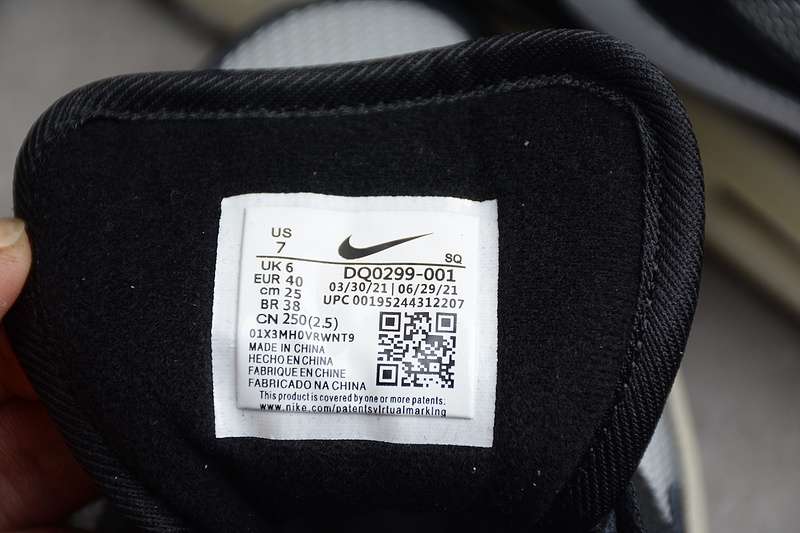 US
7
SQ
UK 6
EUR 40
cm 25
BR 38
CN 250(2.5)
DQ0299-001
03/30/21 | 06/29/21
UPC 00195244312207
01X3MH0VRWNT9
MADE IN CHINA
HECHO EN CHINA
FABRIQUE EN CHINE
FABRICADO NA CHINA
This product is covered by one or more patents.
www.nike.com/patentsvirtualmarking